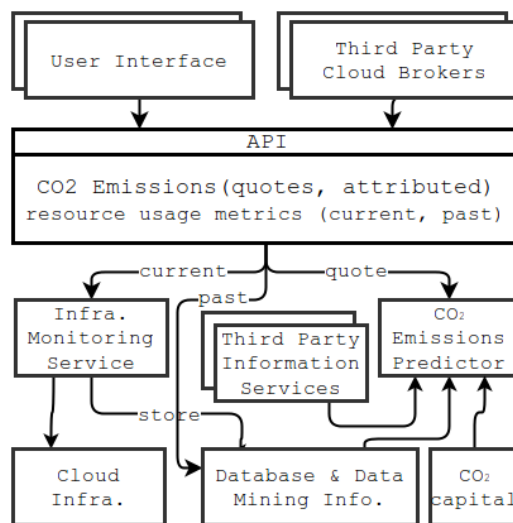 User Interface
Third Party
Cloud Brokers
API
CO2 Emissions(quotes, attributed)
resource usage metrics (current, past)
current
quote
past
Infra.
Monitoring
Service
Third Party
Information
Services
CO₂
Emissions
Predictor
store
Cloud
Infra.
Database & Data
Mining Info.
CO₂
capital